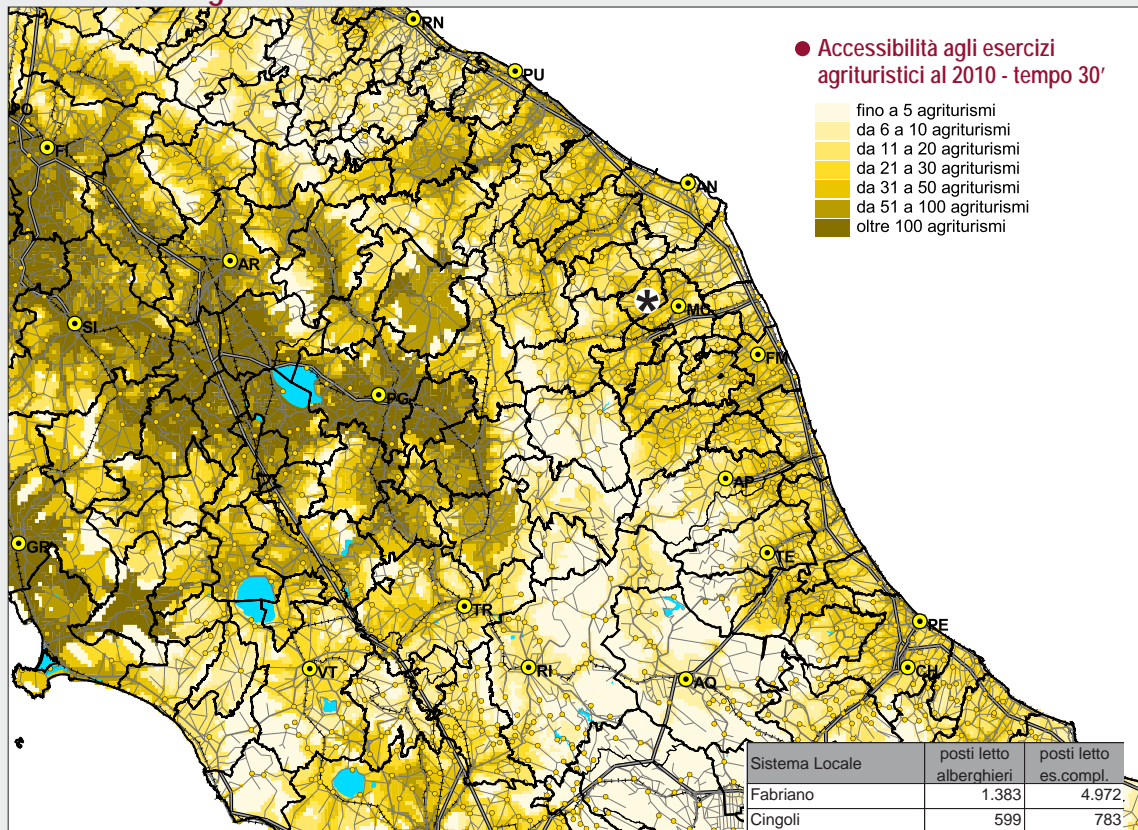 RN
PU
● Accessibilità agli esercizi
agrituristici al 2010 - tempo 30'
fino a 5 agriturismi
da 6 a 10 agriturismi
da 11 a 20 agriturismi
da 21 a 30 agriturismi
da 31 a 50 agriturismi
da 51 a 100 agriturismi
oltre 100 agriturismi
PO
FI
AN
AR
*
MC
SI
FM
PG
AP
GR
TE
TR
PE
VT
RI
AQ
CH
Sistema Locale posti letto alberghieri posti letto es.compl.
Fabriano 1.383 4.972
Cingoli 599 783